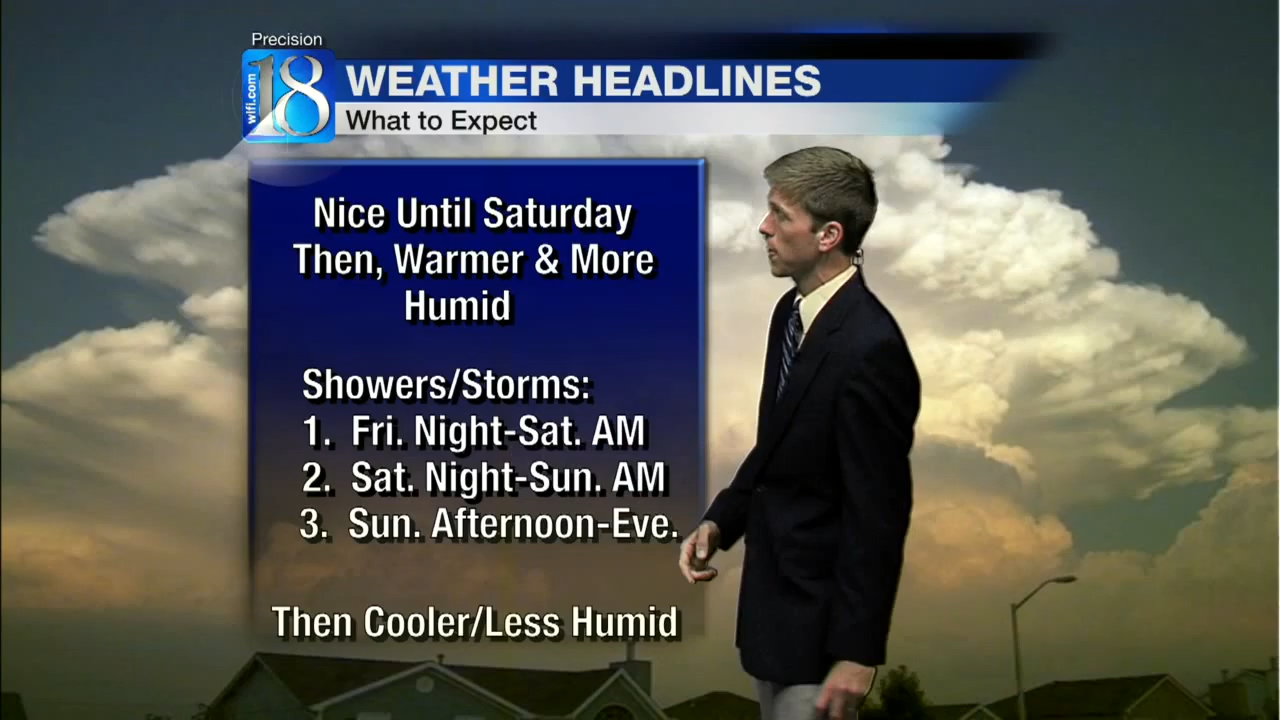 Precision
wlfi.com
18
WEATHER HEADLINES
What to Expect
Nice Until Saturday
Then, Warmer & More
Humid
Showers/Storms:
1. Fri. Night-Sat. AM
2. Sat. Night-Sun. AM
3. Sun. Afternoon-Eve.
Then Cooler/Less Humid